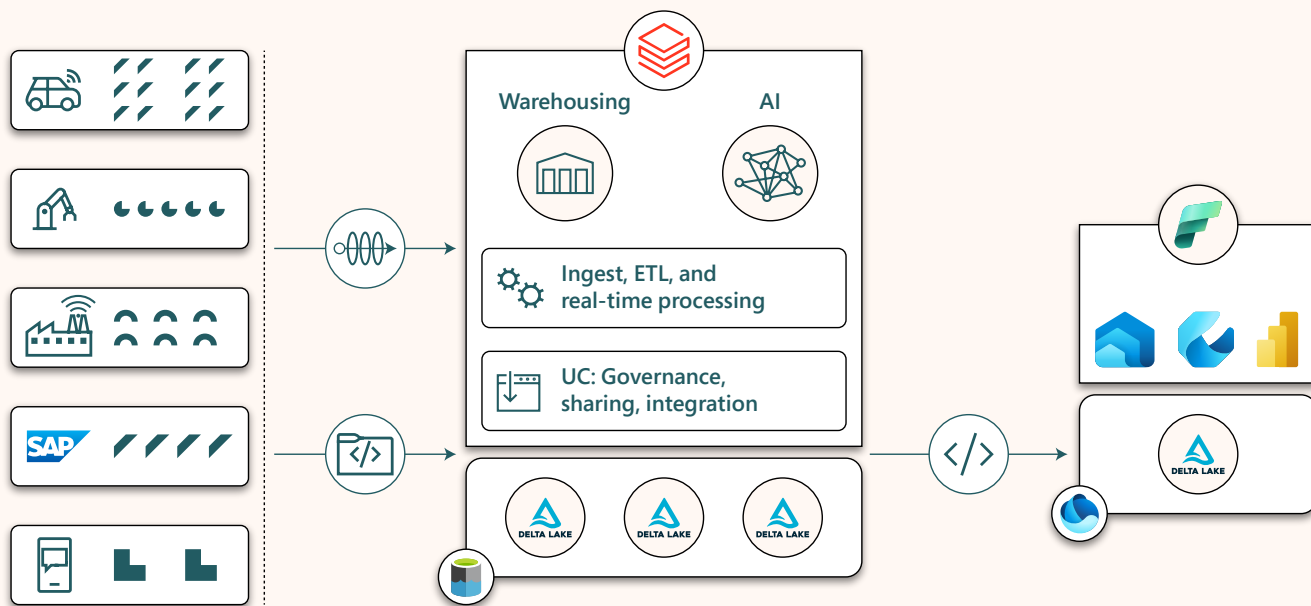 Warehousing
AI
Ingest, ETL, and
real-time processing
UC: Governance,
sharing, integration
SAP
</>
</>
DELTA LAKE
DELTA LAKE
DELTA LAKE
DELTA LAKE